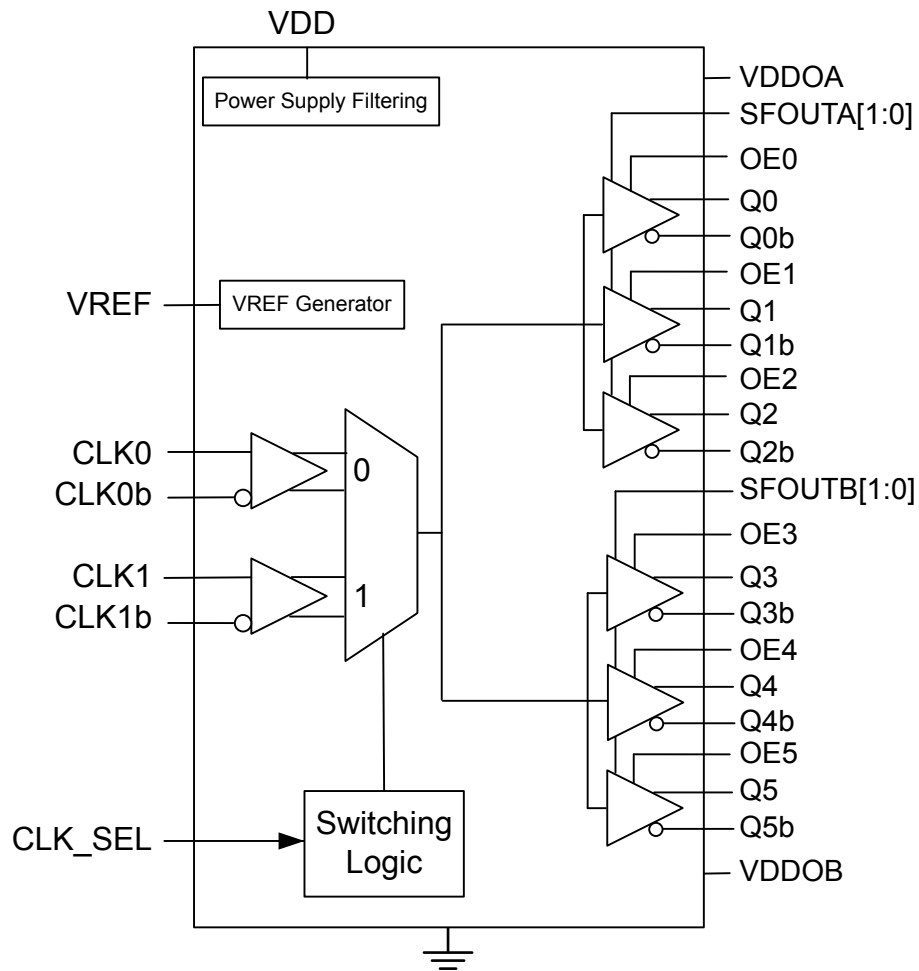 VDD
Power Supply Filtering
VREF
VREF Generator
CLK0
CLK0b
CLK1
CLK1b
0
1
CLK_SEL
Switching
Logic
VDDOA
SFOUTA[1:0]
OE0
Q0
Q0b
OE1
Q1
Q1b
OE2
Q2
Q2b
SFOUTB[1:0]
OE3
Q3
Q3b
OE4
Q4
Q4b
OE5
Q5
Q5b
VDDOB